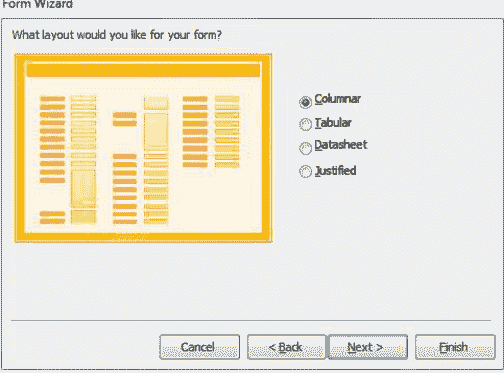 Form Wizard
What layout would you like for your form?
Columnar
Tabular
Datasheet
Justified
Cancel
< Back
Next >
Finish